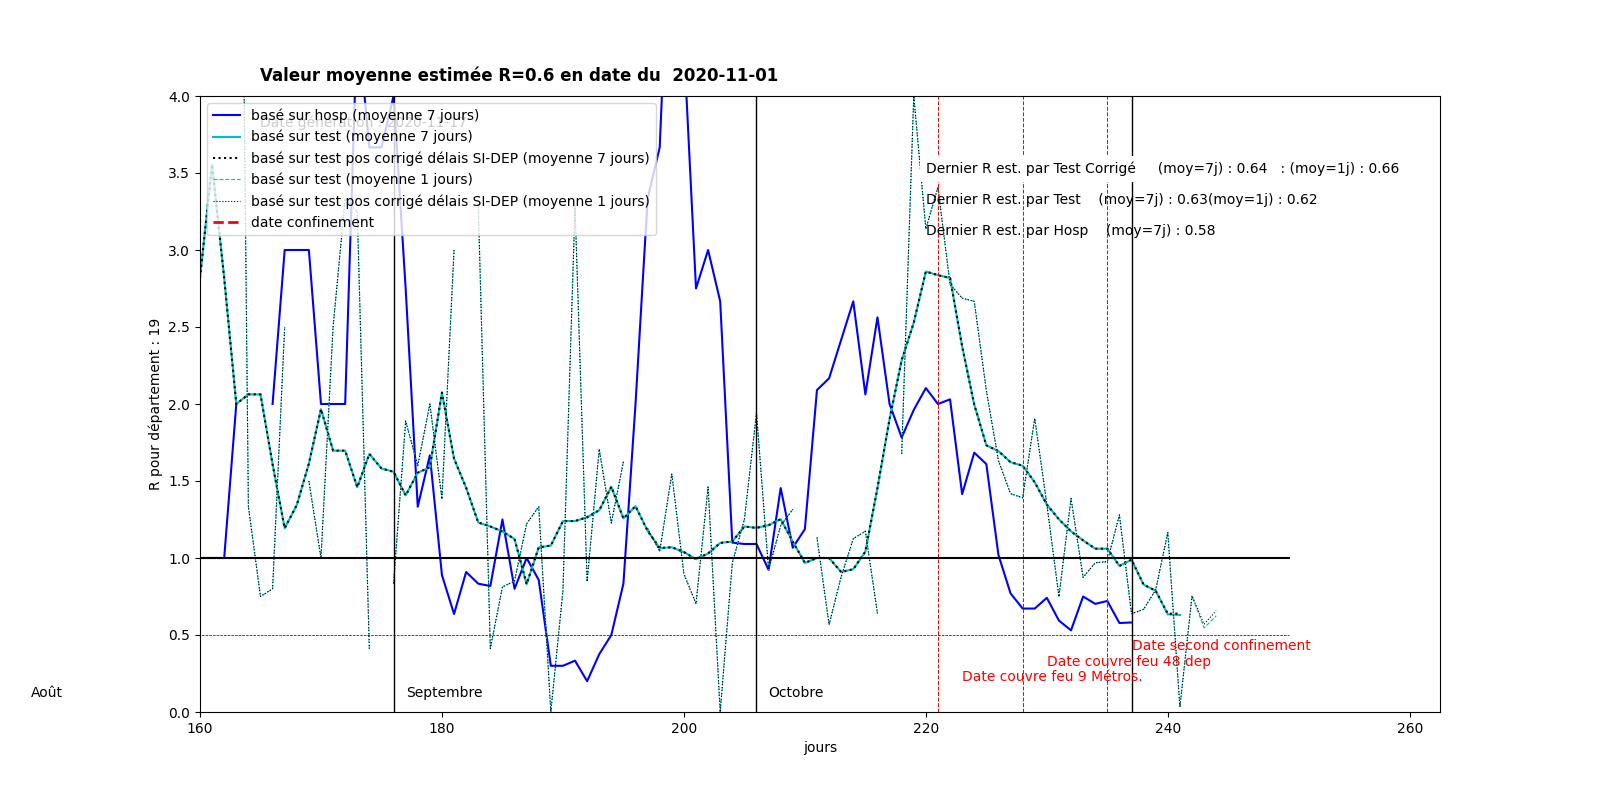 Valeur moyenne estimée R=0.6 en date du  2020-11-01
Date génération : 2020-11-17
basé sur hosp (moyenne 7 jours)
basé sur test (moyenne 7 jours)
basé sur test pos corrigé délais SI-DEP (moyenne 7 jours)
basé sur test (moyenne 1 jours)
basé sur test pos corrigé délais SI-DEP (moyenne 1 jours)
date confinement
Dernier R est. par Test Corrigé (moy=7j) : 0.64 : (moy=1j) : 0.66
Dernier R est. par Test (moy=7j) : 0.63(moy=1j) : 0.62
Dernier R est. par Hosp (moy=7j) : 0.58
4.0
3.5
3.0
2.5
2.0
1.5
1.0
0.5
0.0
R pour département : 19
Date second confinement
Date couvre feu 48 dep
Date couvre feu 9 Métros.
Août
Septembre
Octobre
160
180
200
220
240
260
jours